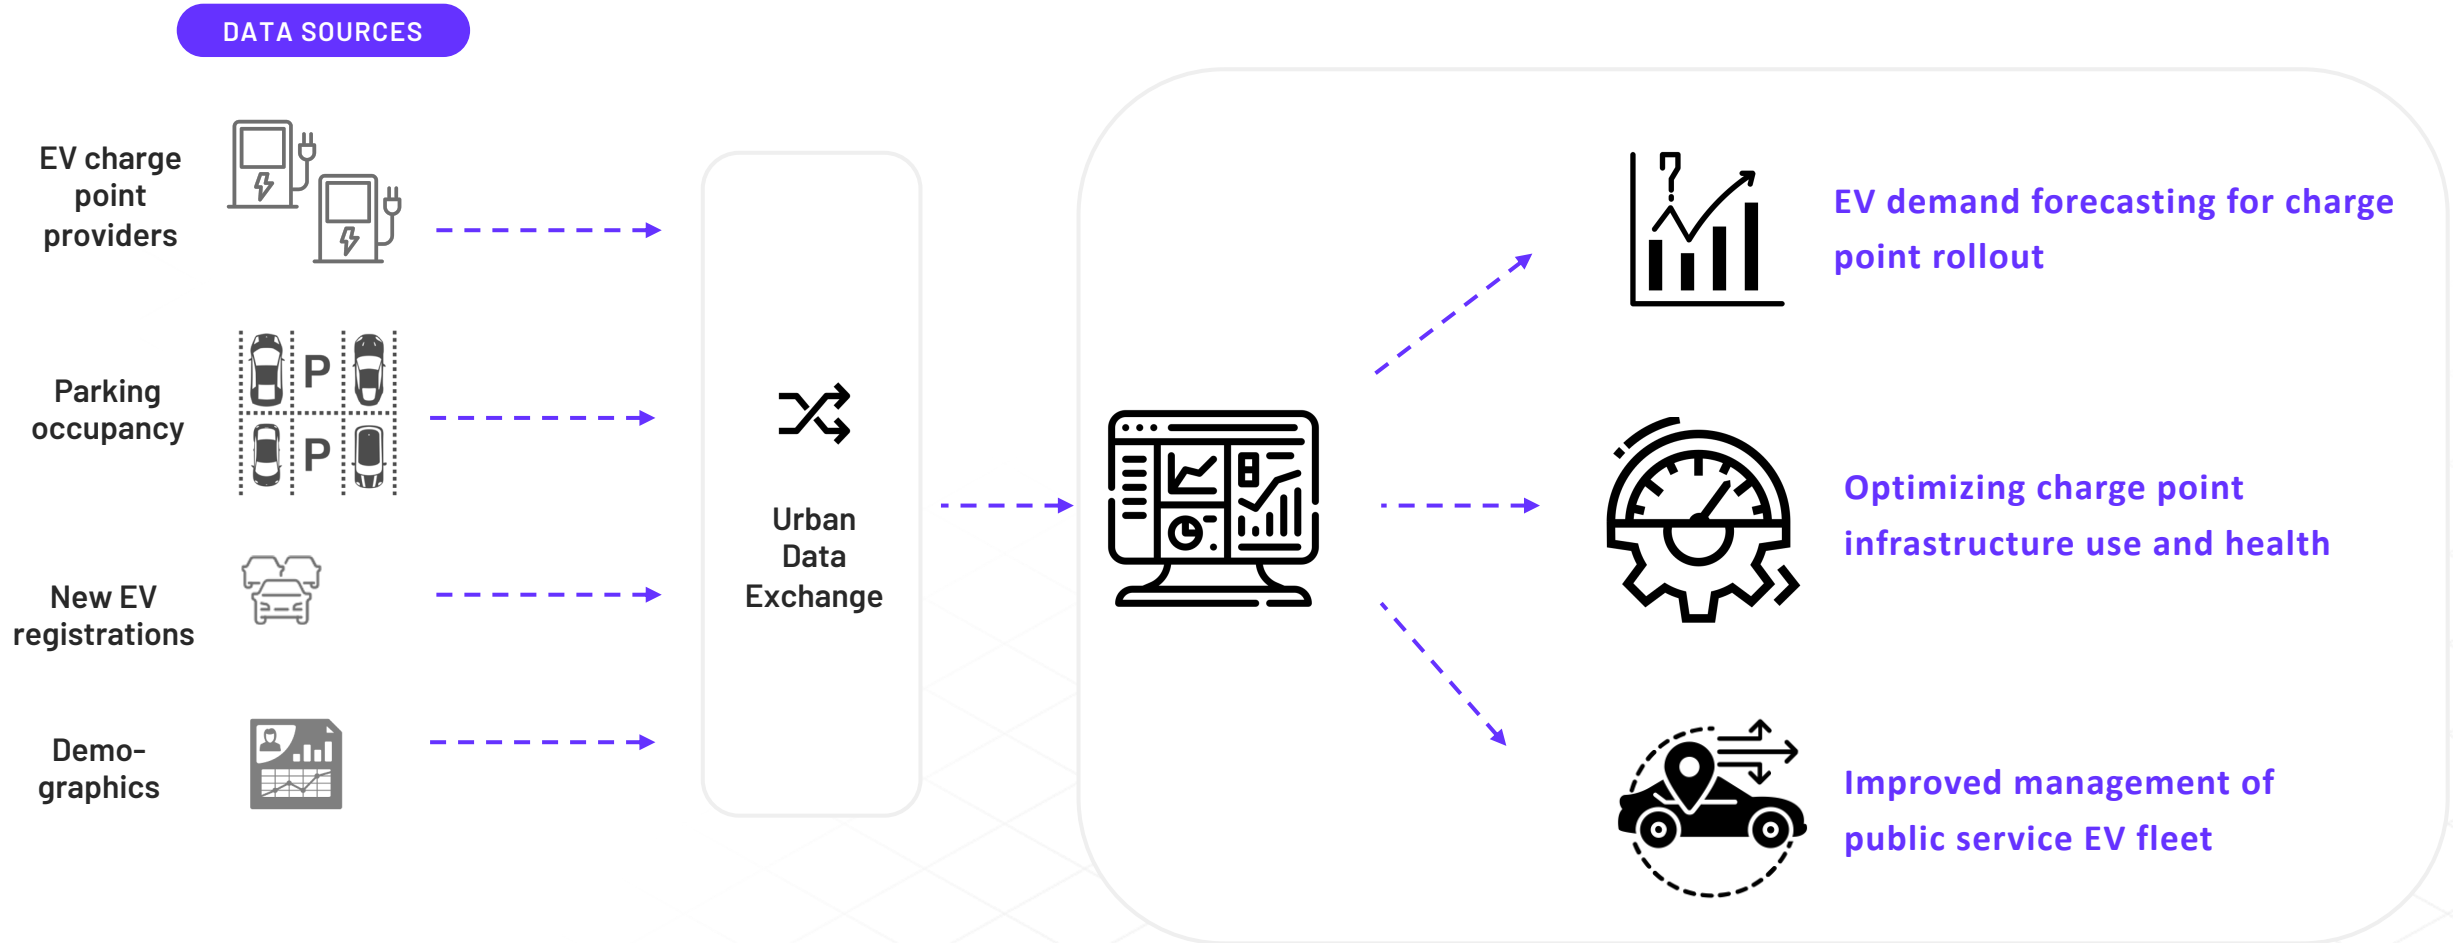 DATA SOURCES
EV charge
point
providers
P
P
Parking
occupancy
New EV
registrations
Demo-
graphics
Urban
Data
Exchange
?
EV demand forecasting for charge
point rollout
Optimizing charge point
infrastructure use and health
Improved management of
public service EV fleet